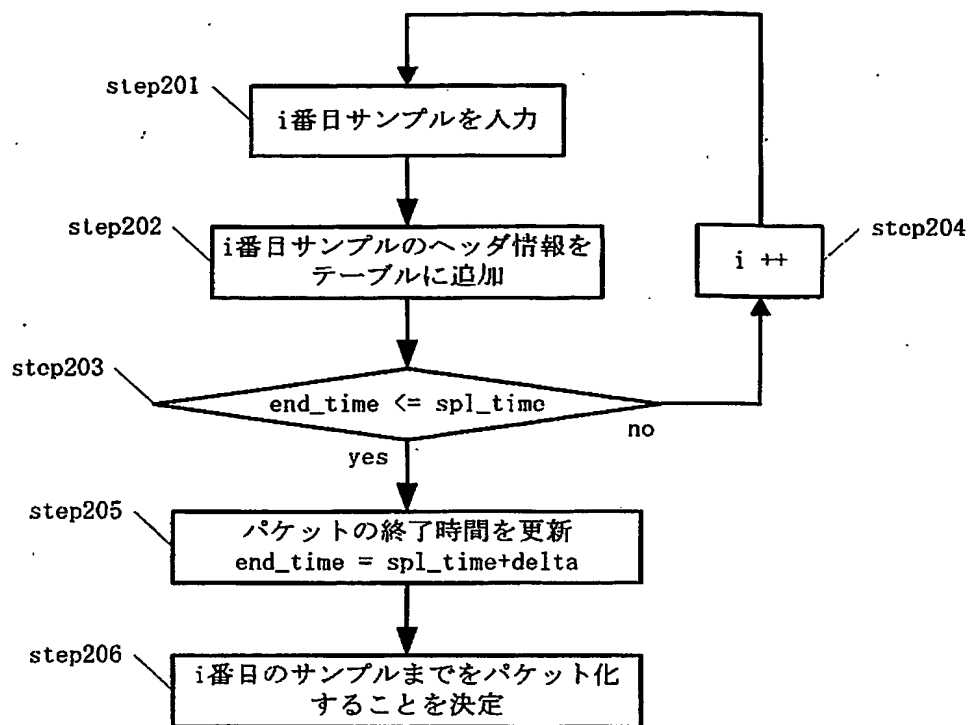 step201
i番目サンプルを入力
step202
i番目サンプルのヘッダ情報を
テーブルに追加
step204
i ++
step203
end_time <= spl_time
no
yes
step205
パケットの終了時間を更新
end_time = spl_time+delta
step206
i番目のサンプルまでをパケット化
することを決定